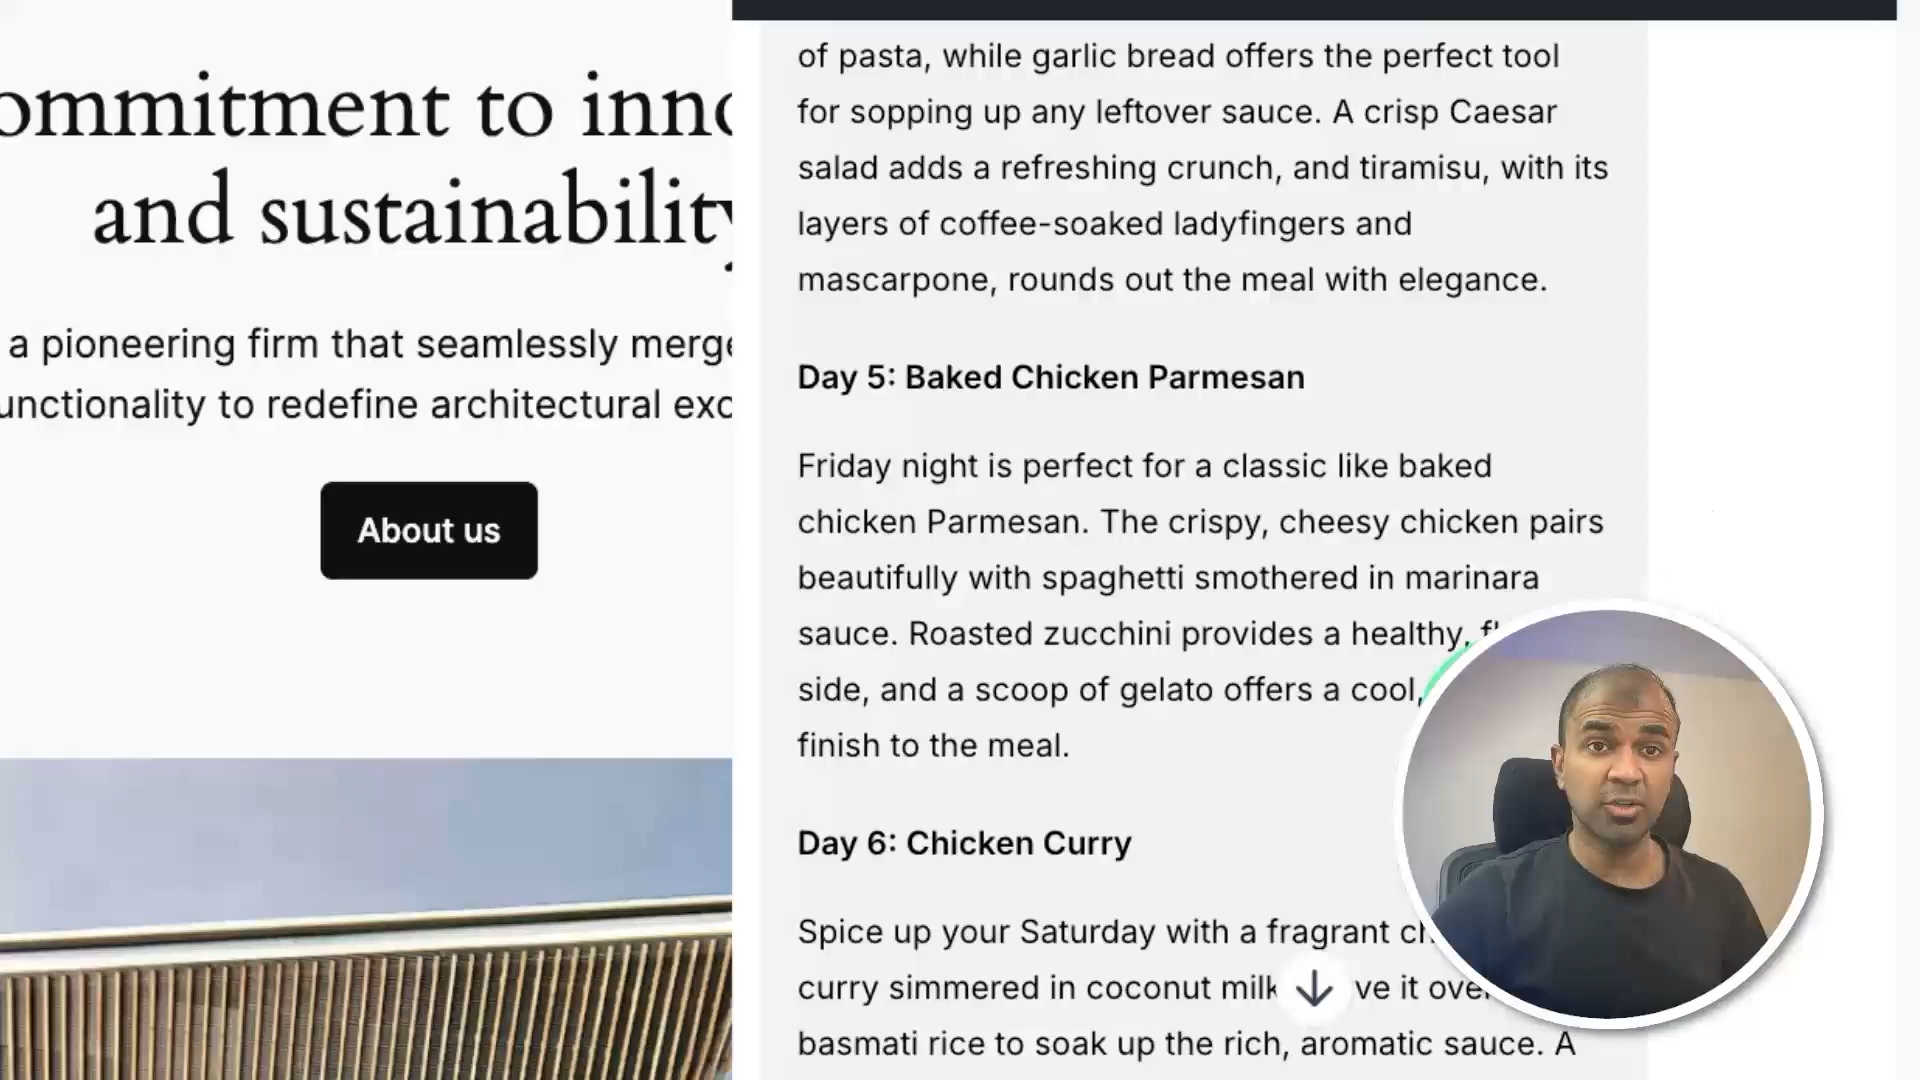 commitment to inno
and sustainability
a pioneering firm that seamlessly merge
unctionality to redefine architectural exc
About us
of pasta, while garlic bread offers the perfect tool
for sopping up any leftover sauce. A crisp Caesar
salad adds a refreshing crunch, and tiramisu, with its
layers of coffee-soaked ladyfingers and
mascarpone, rounds out the meal with elegance.
Day 5: Baked Chicken Parmesan
Friday night is perfect for a classic like baked
chicken Parmesan. The crispy, cheesy chicken pairs
beautifully with spaghetti smothered in marinara
sauce. Roasted zucchini provides a healthy,
side, and a scoop of gelato offers a cool,
finish to the meal.
Day 6: Chicken Curry
Spice up your Saturday with a fragrant
curry simmered in coconut milk ve it over
basmati rice to soak up the rich, aromatic sauce. A